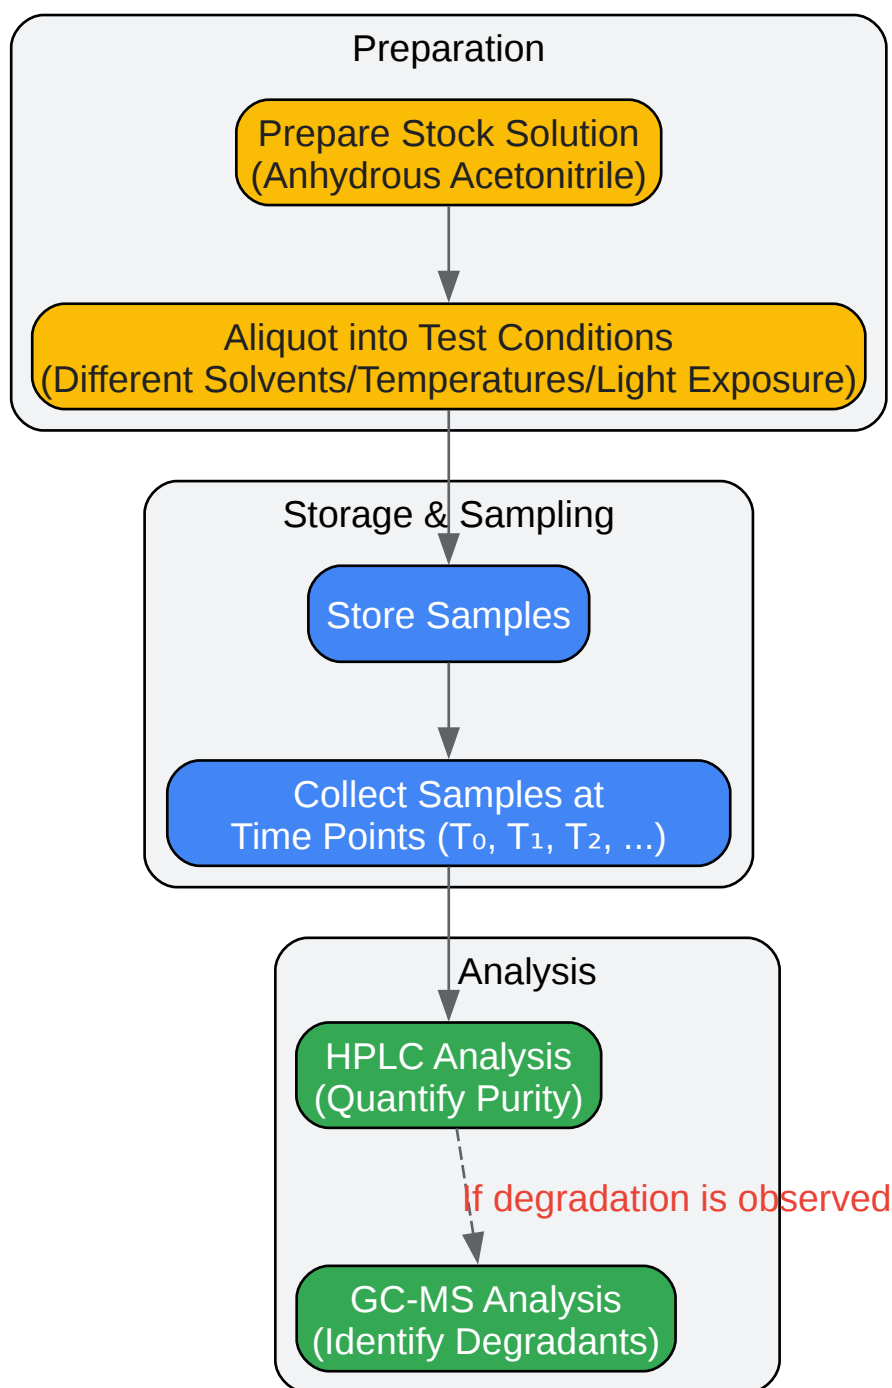 Preparation
Prepare Stock Solution
(Anhydrous Acetonitrile)
Aliquot into Test Conditions
(Different Solvents/Temperatures/Light Exposure)
Storage & Sampling
Store Samples
Collect Samples at
Time Points (T₀, T₁, T₂, ...)
Analysis
HPLC Analysis
(Quantify Purity)
If degradation is observed
GC-MS Analysis
(Identify Degradants)